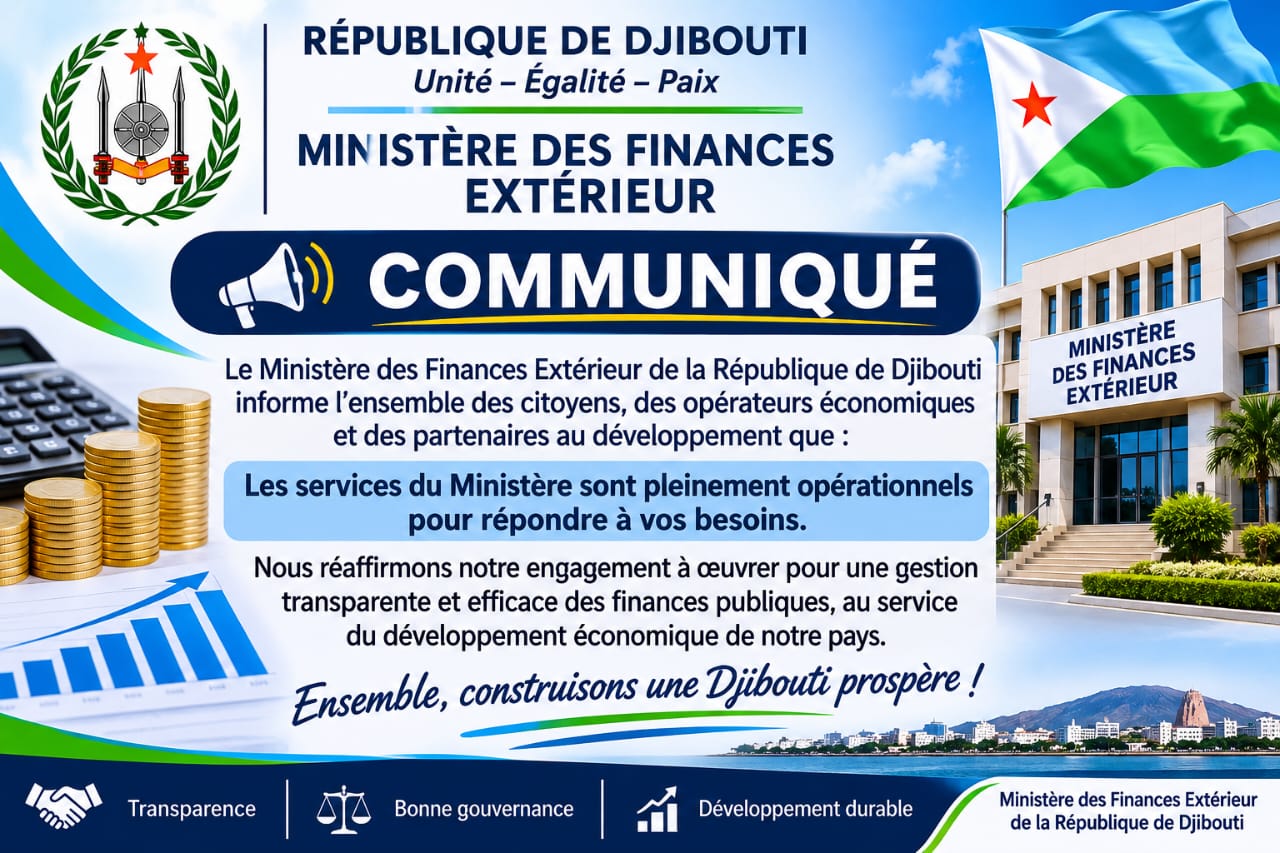 RÉPUBLIQUE DE DJIBOUTI
Unité – Égalité – Paix
MINISTÈRE DES FINANCES
EXTÉRIEUR
COMMUNIQUÉ
Le Ministère des Finances Extérieur de la République de Djibouti
informe l'ensemble des citoyens, des opérateurs économiques
et des partenaires au développement que :
Les services du Ministère sont pleinement opérationnels
pour répondre à vos besoins.
Nous réaffirmons notre engagement à œuvrer pour une gestion
transparente et efficace des finances publiques, au service
du développement économique de notre pays.
Ensemble, construisons une Djibouti prospère !
MINISTÈRE
DES FINANCES
EXTÉRIEUR
Transparence
Bonne gouvernance
Développement durable
Ministère des Finances Extérieur
de la République de Djibouti